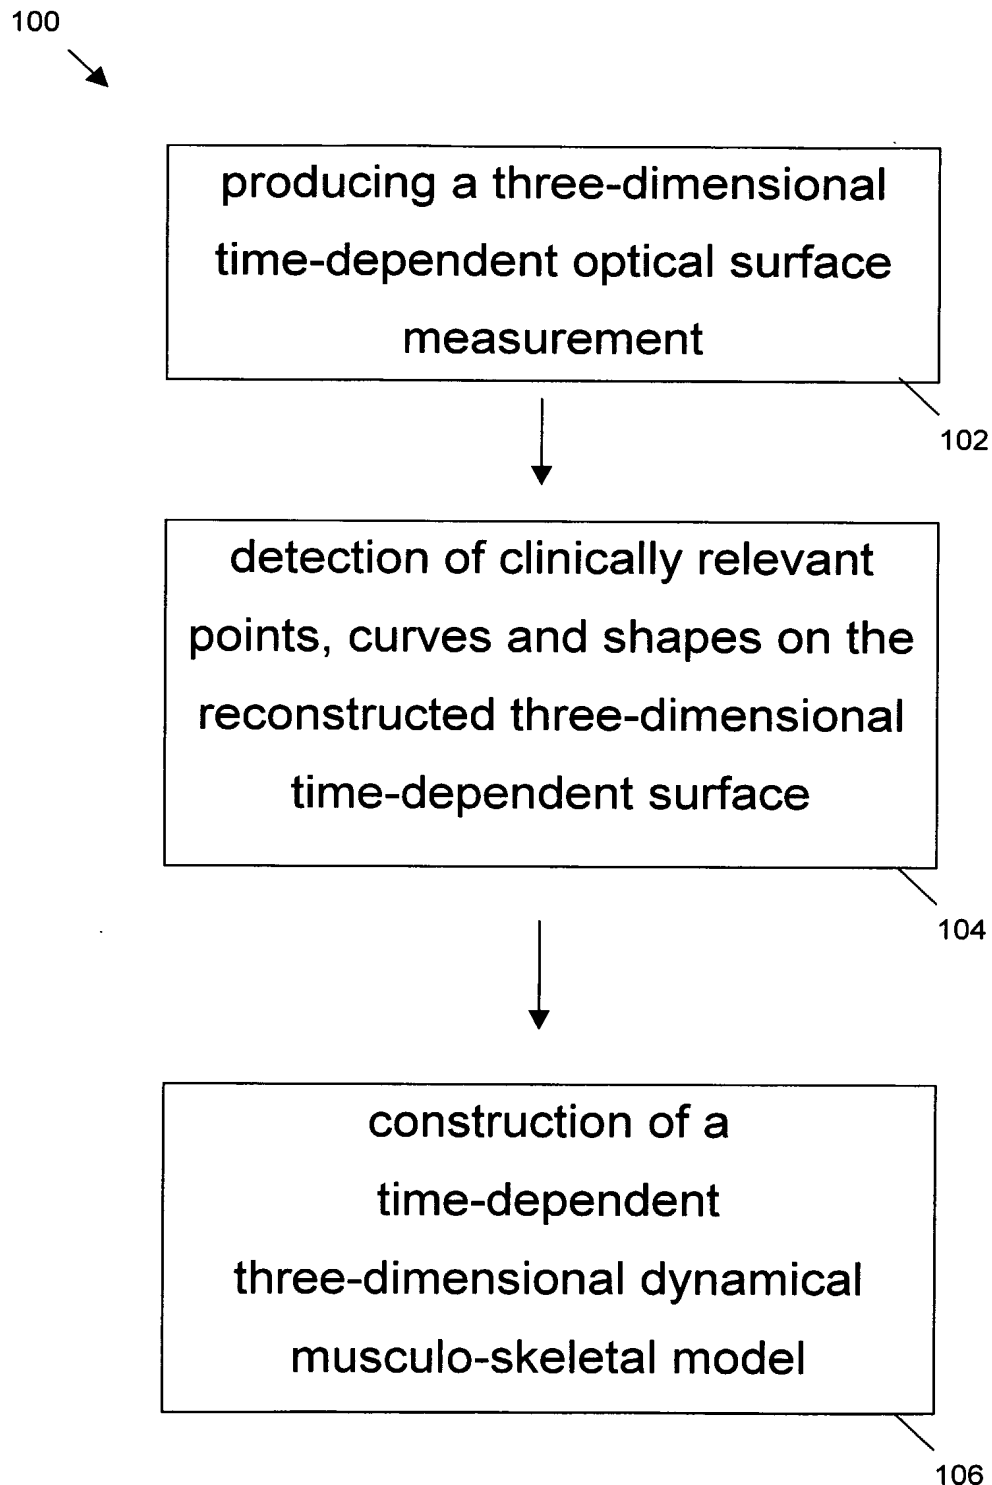 100
producing a three-dimensional
time-dependent optical surface
measurement
102
detection of clinically relevant
points, curves and shapes on the
reconstructed three-dimensional
time-dependent surface
104
construction of a
time-dependent
three-dimensional dynamical
musculo-skeletal model
106